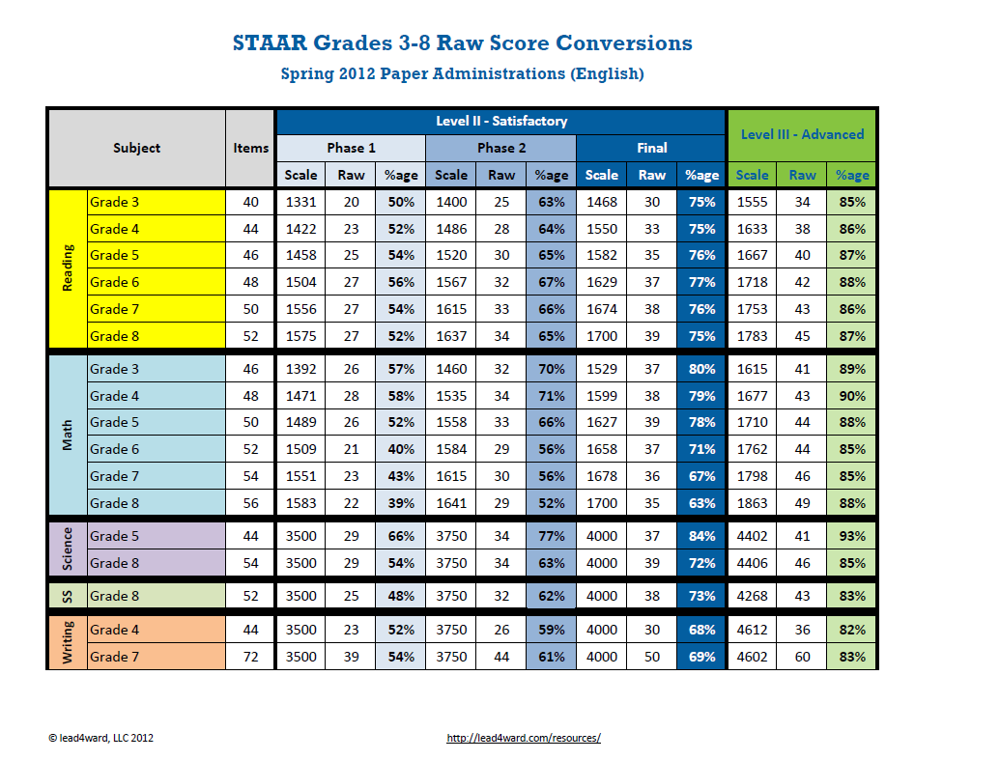 STAAR Grades 3-8 Raw Score Conversions
Spring 2012 Paper Administrations (English)
Subject Items Level II - Satisfactory Level III - Advanced
Phase 1 Phase 2 Final
Scale Raw %age Scale Raw %age Scale Raw %age Scale Raw %age
Reading
Grade 3 40 1331 20 50% 1400 25 63% 1468 30 75% 1555 34 85%
Grade 4 44 1422 23 52% 1486 28 64% 1550 33 75% 1633 38 86%
Grade 5 46 1458 25 54% 1520 30 65% 1582 35 76% 1667 40 87%
Grade 6 48 1504 27 56% 1567 32 67% 1629 37 77% 1718 42 88%
Grade 7 50 1556 27 54% 1615 33 66% 1674 38 76% 1753 43 86%
Grade 8 52 1575 27 52% 1637 34 65% 1700 39 75% 1783 45 87%
Math
Grade 3 46 1392 26 57% 1460 32 70% 1529 37 80% 1615 41 89%
Grade 4 48 1471 28 58% 1535 34 71% 1599 38 79% 1677 43 90%
Grade 5 50 1489 26 52% 1558 33 66% 1627 39 78% 1710 44 88%
Grade 6 52 1509 21 40% 1584 29 56% 1658 37 71% 1762 44 85%
Grade 7 54 1551 23 43% 1615 30 56% 1678 36 67% 1798 46 85%
Grade 8 56 1583 22 39% 1641 29 52% 1700 35 63% 1863 49 88%
Science
Grade 5 44 3500 29 66% 3750 34 77% 4000 37 84% 4402 41 93%
Grade 8 54 3500 29 54% 3750 34 63% 4000 39 72% 4406 46 85%
SS
Grade 8 52 3500 25 48% 3750 32 62% 4000 38 73% 4268 43 83%
Writing
Grade 4 44 3500 23 52% 3750 26 59% 4000 30 68% 4612 36 82%
Grade 7 72 3500 39 54% 3750 44 61% 4000 50 69% 4602 60 83%
© lead4ward, LLC 2012 http://lead4ward.com/resources/